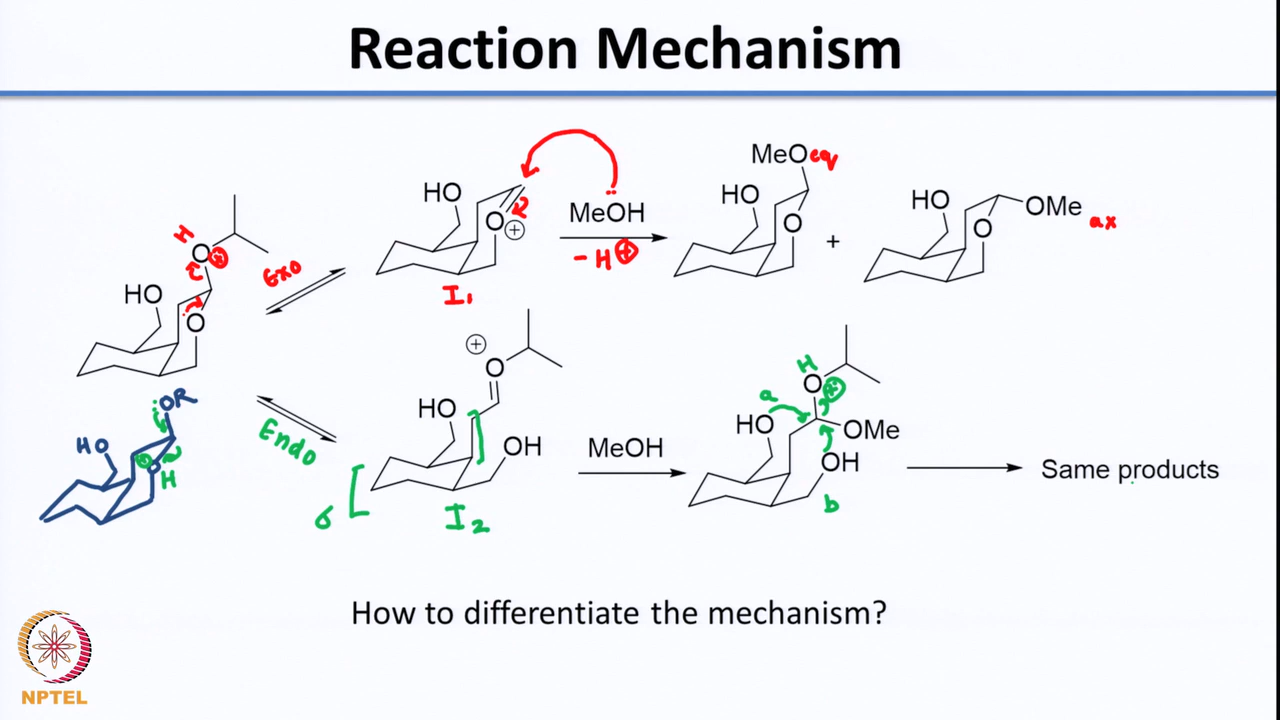 Reaction Mechanism
MeO eq
HO
HO
HO
MeOH
O
OMe
ax
H
O ⊕
O ⊕
- H ⊕
O
+
Exo
I₁
HO
O
⊕
O
H
O ⊕
:OR
HO
a
HO
OMe
HO
⊕ O
H
Endo
OH
MeOH
OH
Same products
σ
I₂
b
How to differentiate the mechanism?
NPTEL